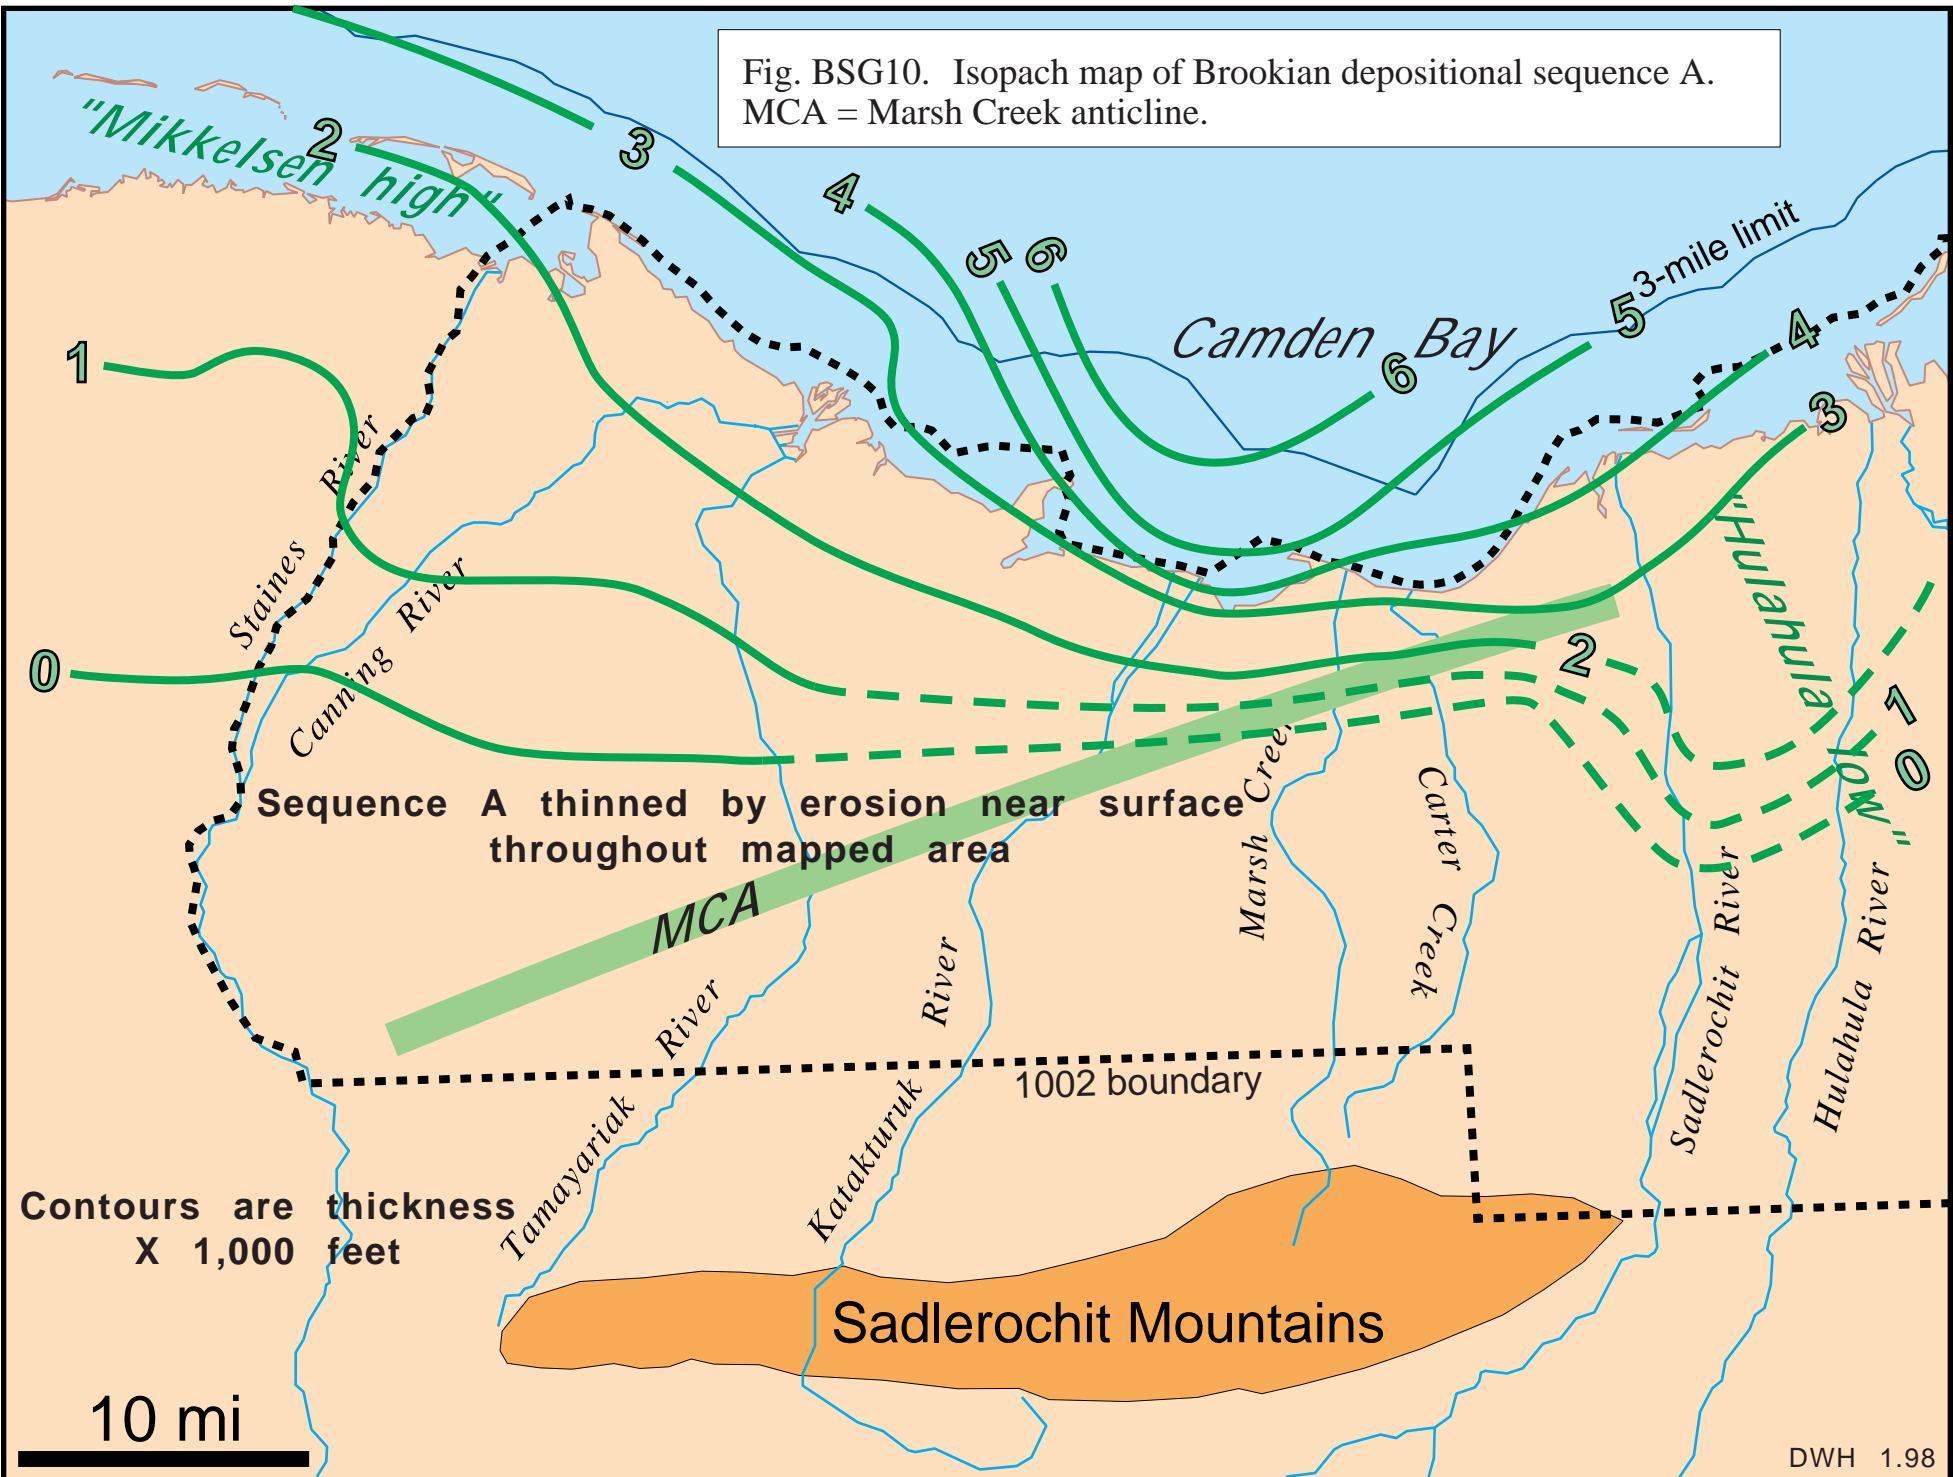 Fig. BSG10. Isopach map of Brookian depositional sequence A.
MCA = Marsh Creek anticline.
"Mikkelsen high"
2
3
4
5
6
3-mile limit
5
Camden Bay
6
4
3
1
0
Staines River
Canning River
2
"Hulahula low"
1
0
Sequence A thinned by erosion near surface
throughout mapped area
MCA
Marsh Creek
Carter Creek
Sadlerochit River
Hulahula River
Tamayariak River
Katakturuk River
1002 boundary
Contours are thickness
X 1,000 feet
Sadlerochit Mountains
10 mi
DWH 1.98